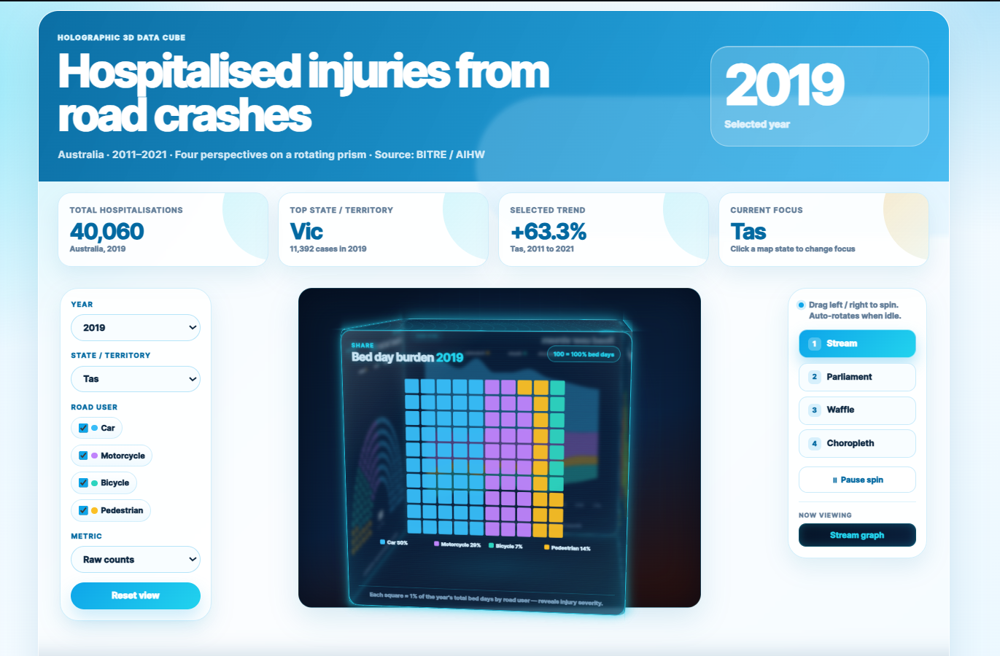 HOLOGRAPHIC 3D DATA CUBE
Hospitalised injuries from
road crashes
Australia · 2011–2021 · Four perspectives on a rotating prism · Source: BITRE / AIHW
2019
Selected year
TOTAL HOSPITALISATIONS
40,060
Australia, 2019
TOP STATE / TERRITORY
Vic
11,392 cases in 2019
SELECTED TREND
+63.3%
Tas, 2011 to 2021
CURRENT FOCUS
Tas
Click a map state to change focus
YEAR
2019
STATE / TERRITORY
Tas
ROAD USER
Car
Motorcycle
Bicycle
Pedestrian
METRIC
Raw counts
Reset view
SHARE
Bed day burden 2019
100 = 100% bed days
Car 50%
Motorcycle 29%
Bicycle 7%
Pedestrian 14%
Each square = 1% of the year's total bed days by road user — reveals injury severity.
Drag left / right to spin.
Auto-rotates when idle.
1 Stream
2 Parliament
3 Waffle
4 Choropleth
Pause spin
NOW VIEWING
Stream graph